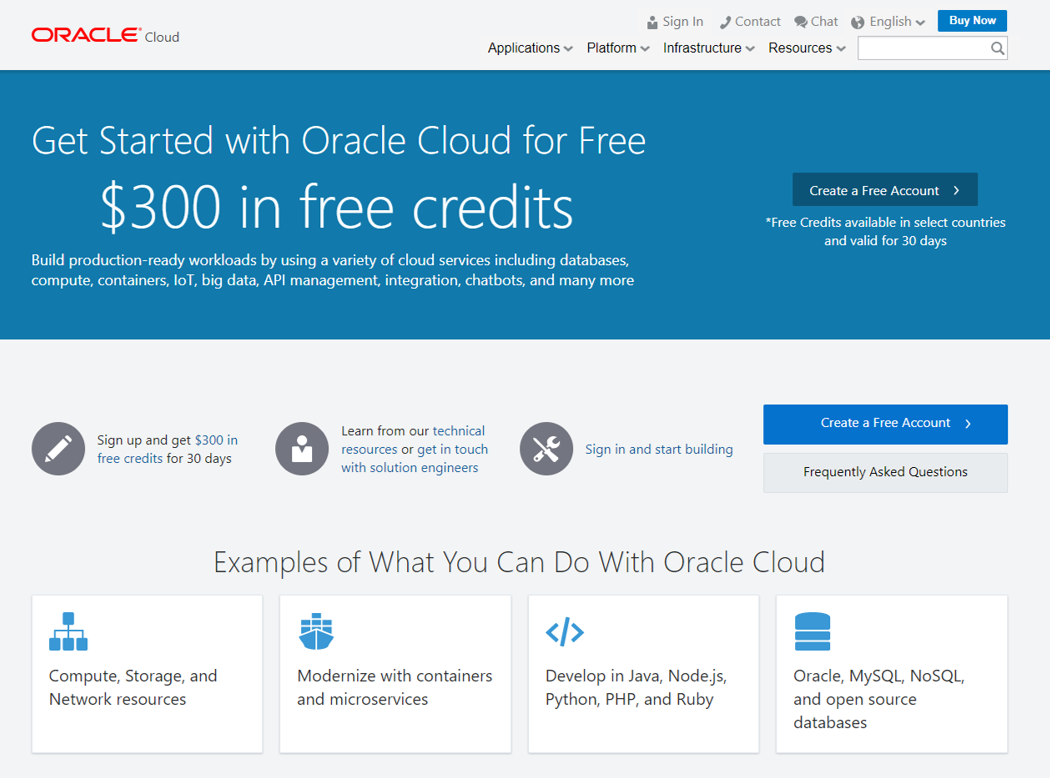 ORACLE Cloud
Sign In Contact Chat English Buy Now
Applications Platform Infrastructure Resources
Get Started with Oracle Cloud for Free
$300 in free credits
Build production-ready workloads by using a variety of cloud services including databases,
compute, containers, IoT, big data, API management, integration, chatbots, and many more
Create a Free Account
*Free Credits available in select countries
and valid for 30 days
Sign up and get $300 in
free credits for 30 days
Learn from our technical
resources or get in touch
with solution engineers
Sign in and start building
Create a Free Account
Frequently Asked Questions
Examples of What You Can Do With Oracle Cloud
Compute, Storage, and
Network resources
Modernize with containers
and microservices
Develop in Java, Node.js,
Python, PHP, and Ruby
Oracle, MySQL, NoSQL,
and open source
databases